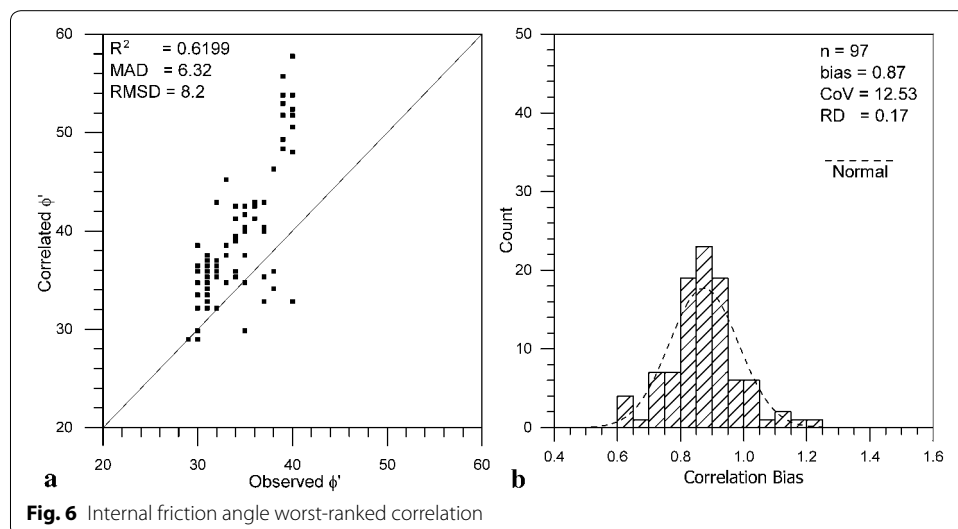 60
50
40
30
20
R² = 0.6199
MAD = 6.32
RMSD = 8.2
Correlated ϕ'
20 30 40 50 60
a
Observed ϕ'
50
40
30
20
10
0
n = 97
bias = 0.87
CoV = 12.53
RD = 0.17
Normal
Count
0.4 0.6 0.8 1.0 1.2 1.4 1.6
b
Correlation Bias
Fig. 6 Internal friction angle worst-ranked correlation